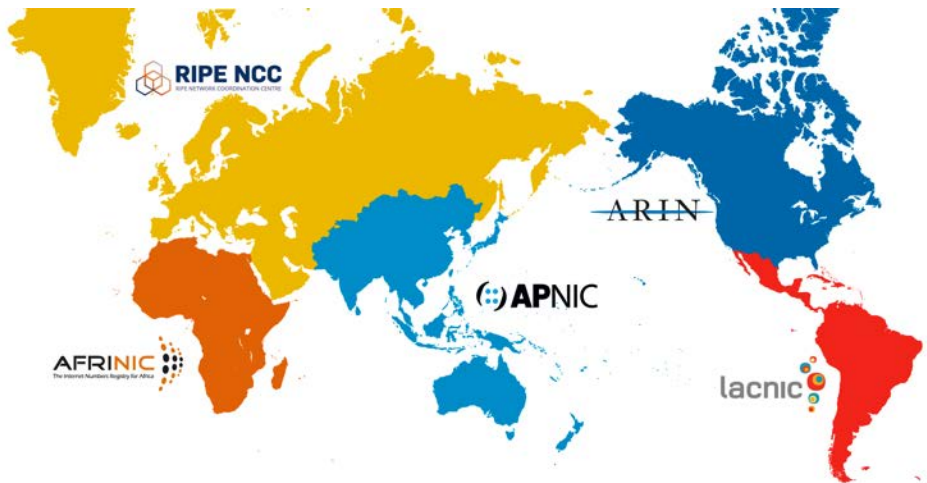 RIPE NCC
RIPE NETWORK COORDINATION CENTRE
ARIN
APNIC
AFRINIC
The Internet Numbers Registry for Africa
lacnic